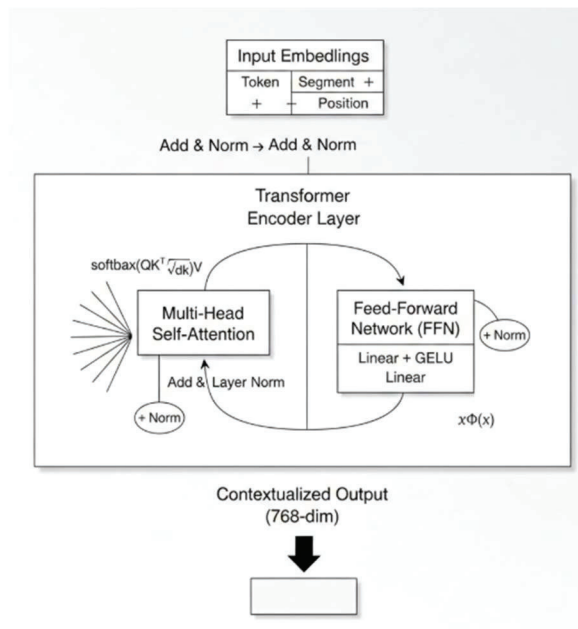 Input Embedlings
Token Segment +
+ + Position
Add & Norm → Add & Norm
Transformer
Encoder Layer
softbax(QKᵀ √dk)V
Multi-Head
Self-Attention
Feed-Forward
Network (FFN)
+ Norm
Linear + GELU
Linear
Add & Layer Norm
+ Norm
xΦ(x)
Contextualized Output
(768-dim)